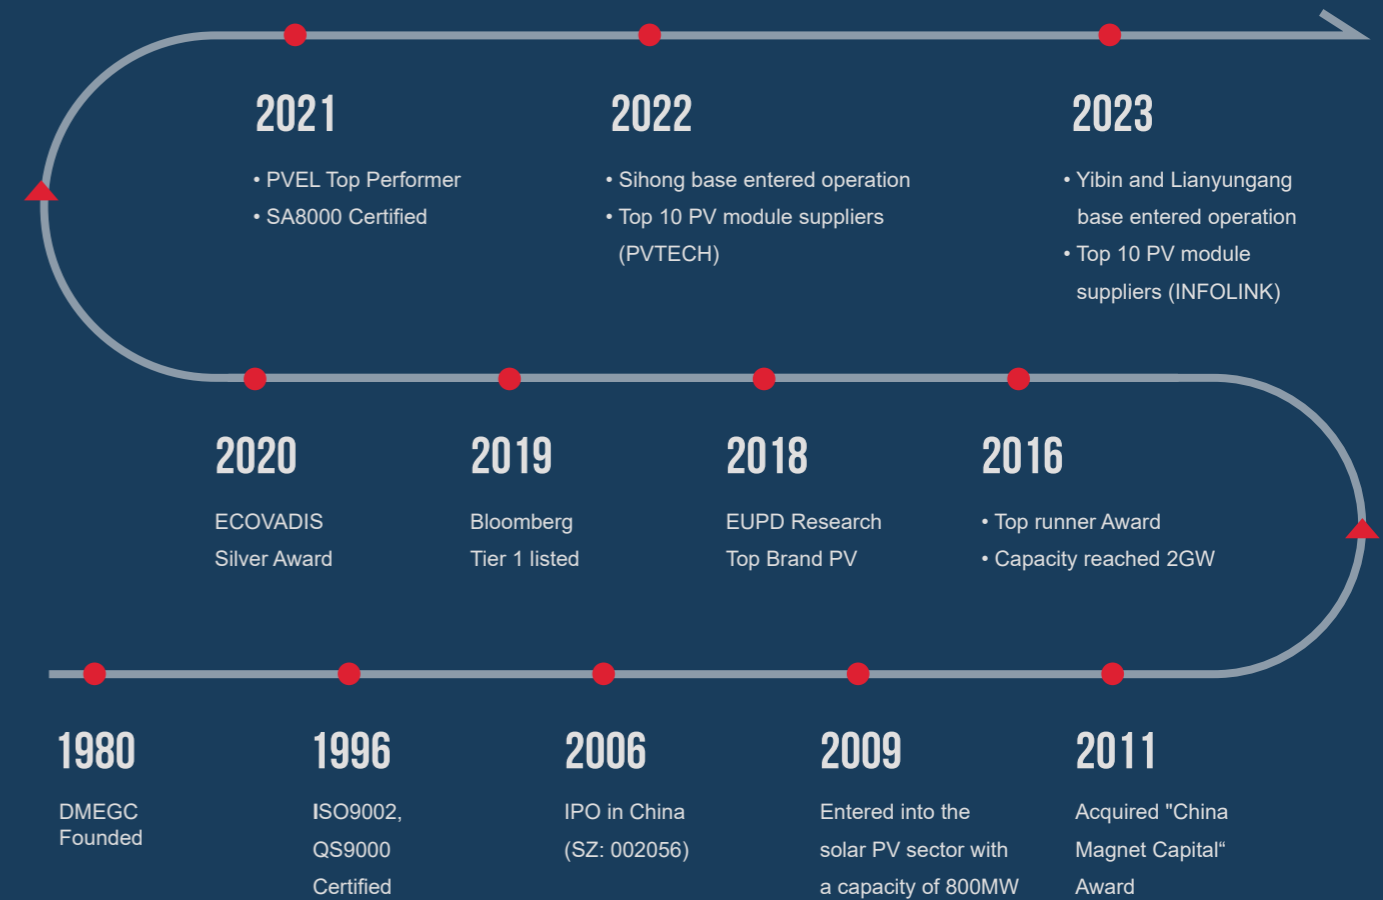 2021
• PVEL Top Performer
• SA8000 Certified
2022
• Sihong base entered operation
• Top 10 PV module suppliers
(PVTECH)
2023
• Yibin and Lianyungang
base entered operation
• Top 10 PV module
suppliers (INFOLINK)
2020
ECOVADIS
Silver Award
2019
Bloomberg
Tier 1 listed
2018
EUPD Research
Top Brand PV
2016
• Top runner Award
• Capacity reached 2GW
1980
DMEGC
Founded
1996
ISO9002,
QS9000
Certified
2006
IPO in China
(SZ: 002056)
2009
Entered into the
solar PV sector with
a capacity of 800MW
2011
Acquired "China
Magnet Capital“
Award